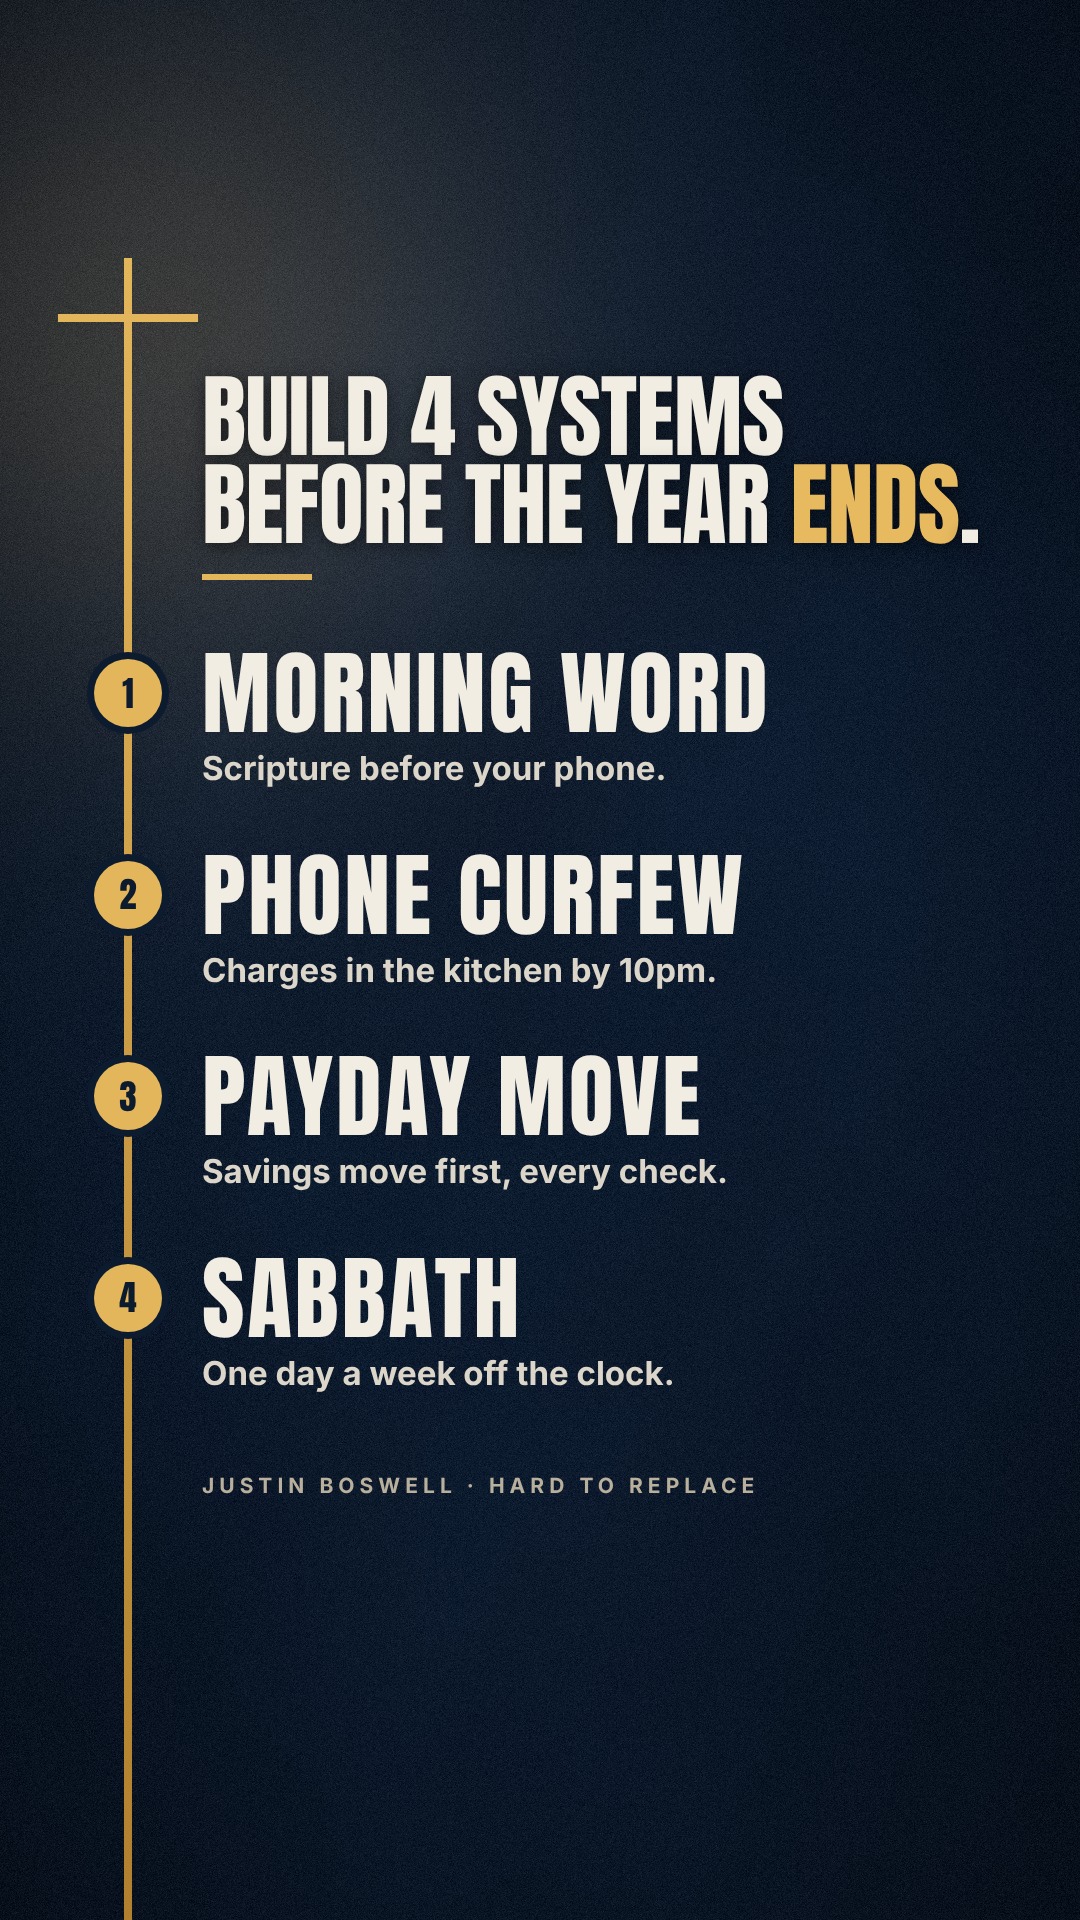 BUILD 4 SYSTEMS
BEFORE THE YEAR ENDS.
1 MORNING WORD
Scripture before your phone.
2 PHONE CURFEW
Charges in the kitchen by 10pm.
3 PAYDAY MOVE
Savings move first, every check.
4 SABBATH
One day a week off the clock.
JUSTIN BOSWELL · HARD TO REPLACE